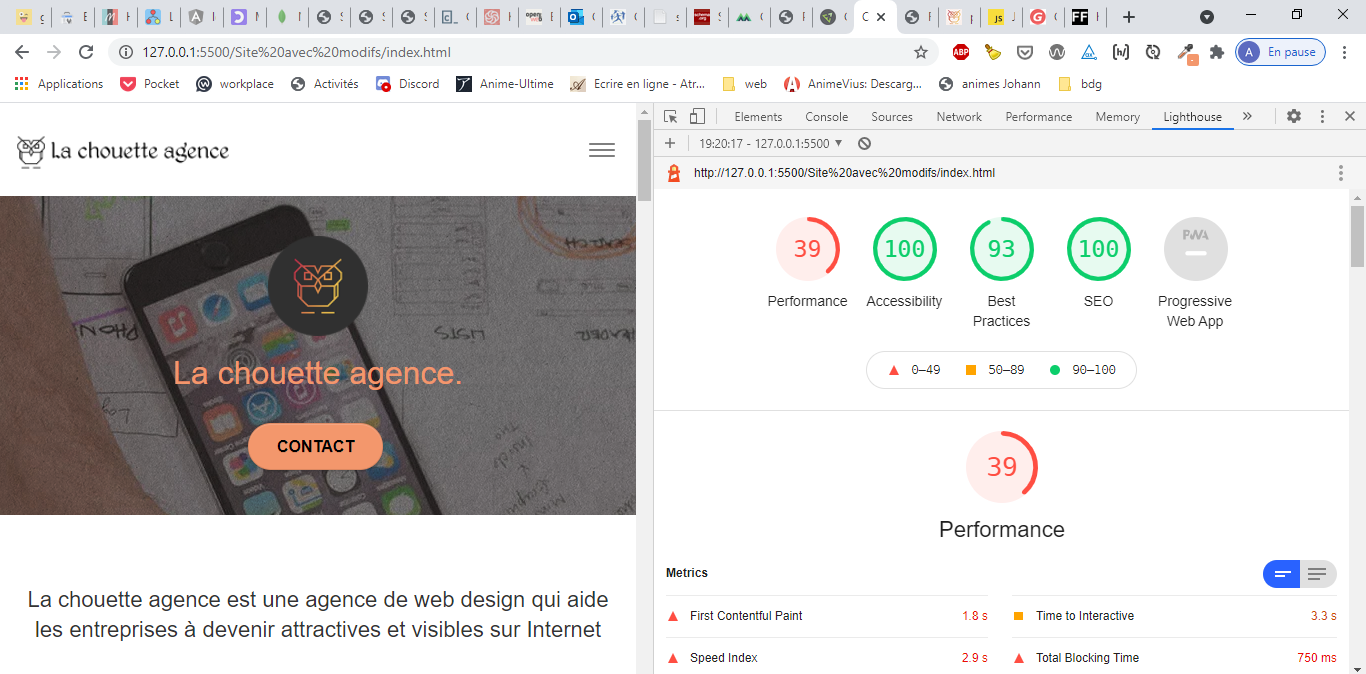 En pause
127.0.0.1:5500/Site%20avec%20modifs/index.html
Applications Pocket workplace Activités Discord Anime-Ultime Ecrire en ligne - Atr... web AnimeVius: Descarg... animes Johann bdg
La chouette agence
La chouette agence.
CONTACT
La chouette agence est une agence de web design qui aide
les entreprises à devenir attractives et visibles sur Internet
Elements Console Sources Network Performance Memory Lighthouse
19:20:17 - 127.0.0.1:5500
http://127.0.0.1:5500/Site%20avec%20modifs/index.html
39 100 93 100 PWA
Performance Accessibility Best Practices SEO Progressive Web App
0–49 50–89 90–100
39
Performance
Metrics
First Contentful Paint 1.8 s Time to Interactive 3.3 s
Speed Index 2.9 s Total Blocking Time 750 ms